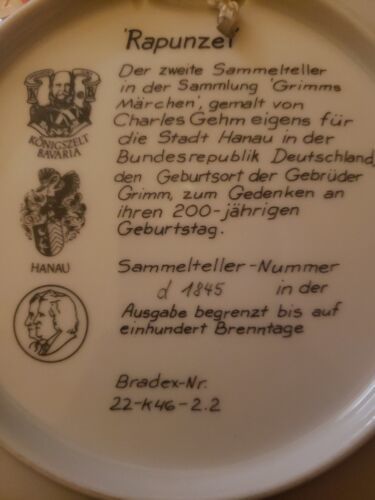 'Rapunzel'
Der zweite Sammelteller
in der Sammlung 'Grimms
Märchen', gemalt von
Charles Gehm eigens für
die Stadt Hanau in der
Bundesrepublik Deutschland,
den Geburtsort der Gebrüder
Grimm, zum Gedenken an
ihren 200-jährigen
Geburtstag.
KÖNIGSZELT
BAVARIA
HANAU
Sammelteller-Nummer
d 1845 in der
Ausgabe begrenzt bis auf
einhundert Brenntage
Bradex-Nr.
22-K46-2.2